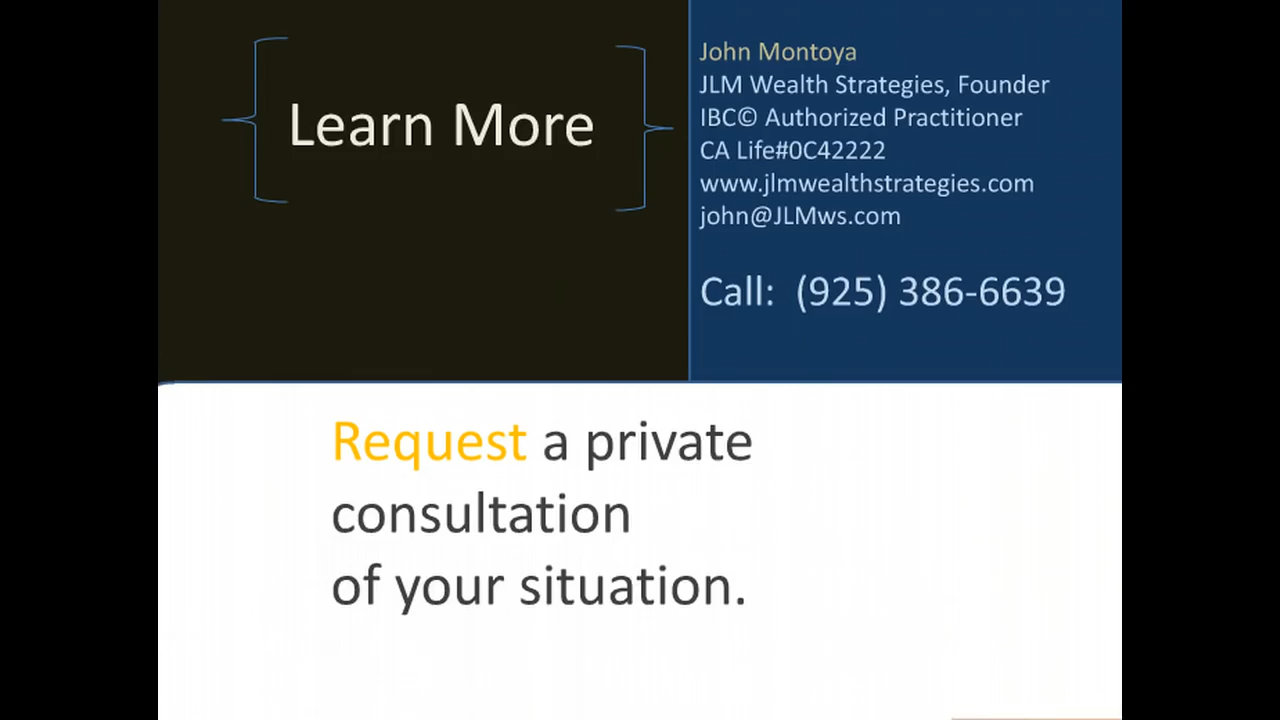 Learn More
John Montoya
JLM Wealth Strategies, Founder
IBC© Authorized Practitioner
CA Life#0C42222
www.jlmwealthstrategies.com
john@JLMws.com
Call:  (925) 386-6639
Request a private
consultation
of your situation.